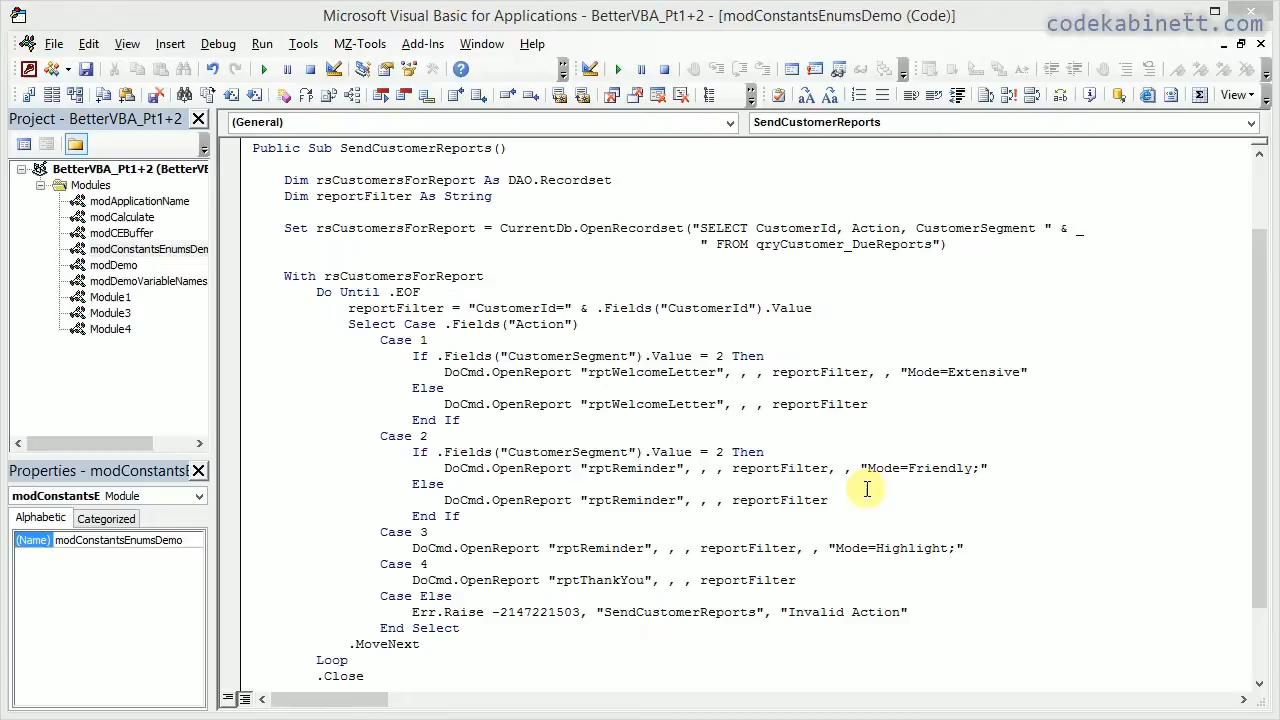 Microsoft Visual Basic for Applications - BetterVBA_Pt1+2 - [modConstantsEnumsDemo (Code)]
codekabinett.com
File Edit View Insert Debug Run Tools MZ-Tools Add-Ins Window Help
View
Project - BetterVBA_Pt1+2
(General)
SendCustomerReports
BetterVBA_Pt1+2 (BetterVB
Modules
modApplicationName
modCalculate
modCEBuffer
modConstantsEnumsDem
modDemo
modDemoVariableNames
Module1
Module3
Module4
Properties - modConstantsE
modConstantsE Module
Alphabetic Categorized
(Name) modConstantsEnumsDemo
Public Sub SendCustomerReports()
Dim rsCustomersForReport As DAO.Recordset
Dim reportFilter As String
Set rsCustomersForReport = CurrentDb.OpenRecordset("SELECT CustomerId, Action, CustomerSegment " & _
" FROM qryCustomer_DueReports")
With rsCustomersForReport
Do Until .EOF
reportFilter = "CustomerId=" & .Fields("CustomerId").Value
Select Case .Fields("Action")
Case 1
If .Fields("CustomerSegment").Value = 2 Then
DoCmd.OpenReport "rptWelcomeLetter", , , reportFilter, , "Mode=Extensive"
Else
DoCmd.OpenReport "rptWelcomeLetter", , , reportFilter
End If
Case 2
If .Fields("CustomerSegment").Value = 2 Then
DoCmd.OpenReport "rptReminder", , , reportFilter, , "Mode=Friendly;"
Else
DoCmd.OpenReport "rptReminder", , , reportFilter
End If
Case 3
DoCmd.OpenReport "rptReminder", , , reportFilter, , "Mode=Highlight;"
Case 4
DoCmd.OpenReport "rptThankYou", , , reportFilter
Case Else
Err.Raise -2147221503, "SendCustomerReports", "Invalid Action"
End Select
.MoveNext
Loop
.Close